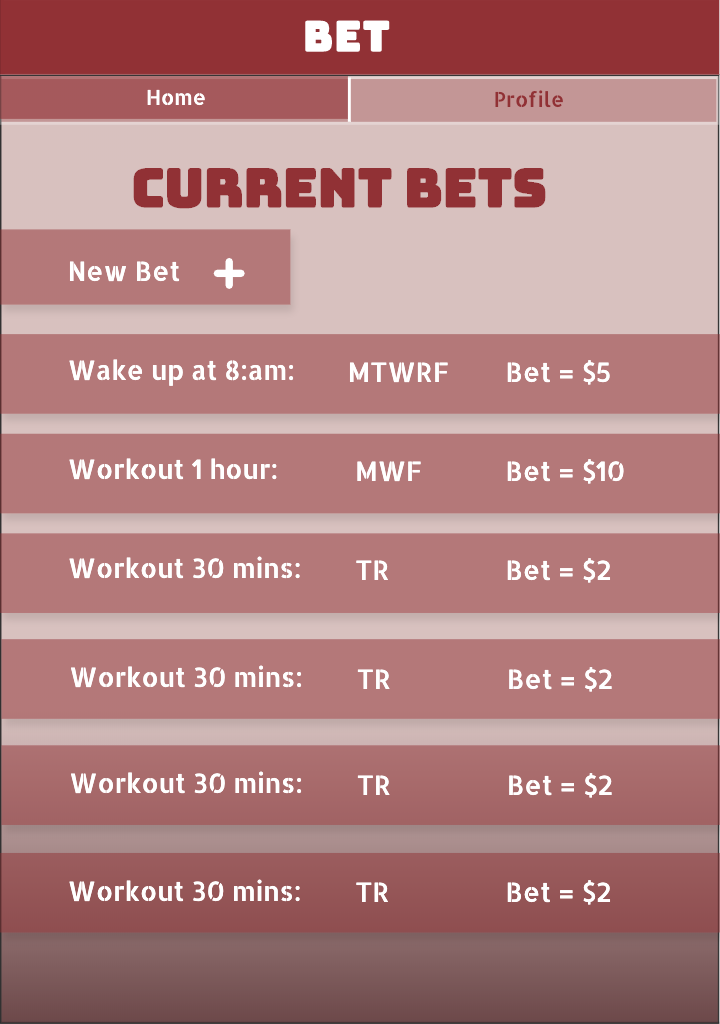 BET
Home Profile
CURRENT BETS
New Bet +
Wake up at 8:am: MTWRF Bet = $5
Workout 1 hour: MWF Bet = $10
Workout 30 mins: TR Bet = $2
Workout 30 mins: TR Bet = $2
Workout 30 mins: TR Bet = $2
Workout 30 mins: TR Bet = $2